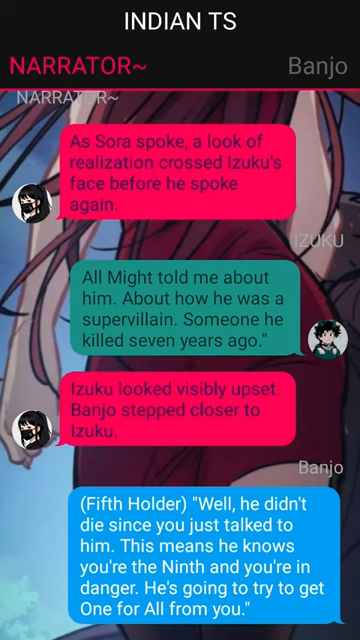 INDIAN TS
NARRATOR~ Banjo
NARRATOR~
As Sora spoke, a look of
realization crossed Izuku's
face before he spoke
again.
IZUKU
All Might told me about
him. About how he was a
supervillain. Someone he
killed seven years ago."
Izuku looked visibly upset.
Banjo stepped closer to
Izuku.
Banjo
(Fifth Holder) "Well, he didn't
die since you just talked to
him. This means he knows
you're the Ninth and you're in
danger. He's going to try to get
One for All from you."